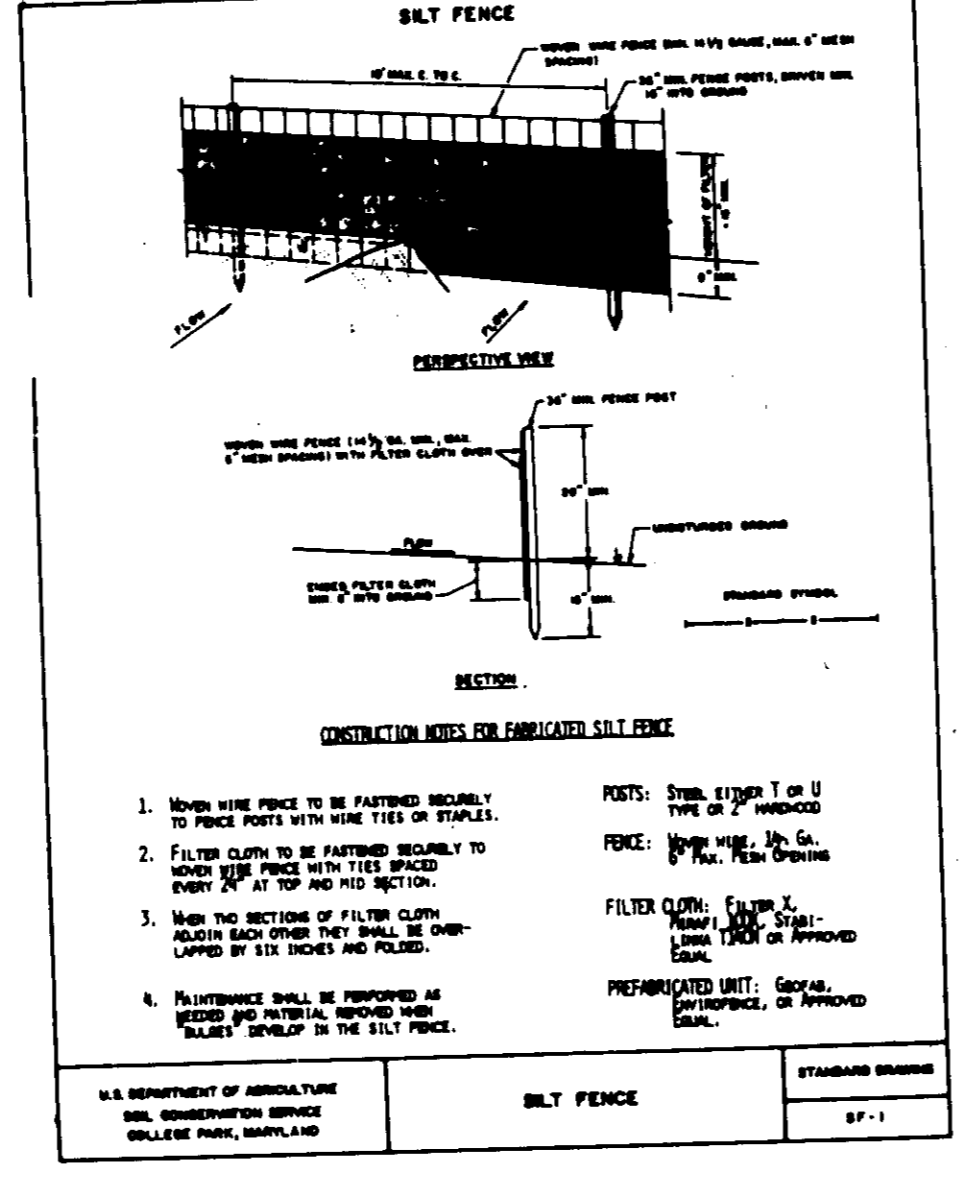 SILT FENCE
WOVEN WIRE FENCE (MIN. 14 1/2 GAUGE, MAX. 6" MESH
SPACING)
10' MAX. C. TO C.
36" MIN. FENCE POSTS, DRIVEN MIN.
16" INTO GROUND
HEIGHT OF FILTER
FLOW
FLOW
PERSPECTIVE VIEW
36" MIN. FENCE POST
WOVEN WIRE FENCE (14 1/2 GA. MIN., MAX.
6" MESH SPACING) WITH FILTER CLOTH OVER
20" MIN.
UNDISTURBED GROUND
FLOW
EMBED FILTER CLOTH
MIN. 6" INTO GROUND
16" MIN.
STANDARD SYMBOL
SECTION
CONSTRUCTION NOTES FOR FABRICATED SILT FENCE
1. WOVEN WIRE FENCE TO BE FASTENED SECURELY
TO FENCE POSTS WITH WIRE TIES OR STAPLES.
2. FILTER CLOTH TO BE FASTENED SECURELY TO
WOVEN WIRE FENCE WITH TIES SPACED
EVERY 24" AT TOP AND MID SECTION.
3. WHEN TWO SECTIONS OF FILTER CLOTH
ADJOIN EACH OTHER THEY SHALL BE OVER-
LAPPED BY SIX INCHES AND FOLDED.
4. MAINTENANCE SHALL BE PERFORMED AS
NEEDED AND MATERIAL REMOVED WHEN
"BULGES" DEVELOP IN THE SILT FENCE.
POSTS: STEEL EITHER T OR U
TYPE OR 2" HARDWOOD
FENCE: WOVEN WIRE, GA.
6" MAX. MESH OPENING
FILTER CLOTH: FILTER X,
MIRAFI STABI-
LINKA OR APPROVED
EQUAL
PREFABRICATED UNIT: GEOFAB,
ENVIROFENCE, OR APPROVED
EQUAL.
U.S. DEPARTMENT OF AGRICULTURE
SOIL CONSERVATION SERVICE
COLLEGE PARK, MARYLAND
SILT FENCE
STANDARD DRAWING
SF-1